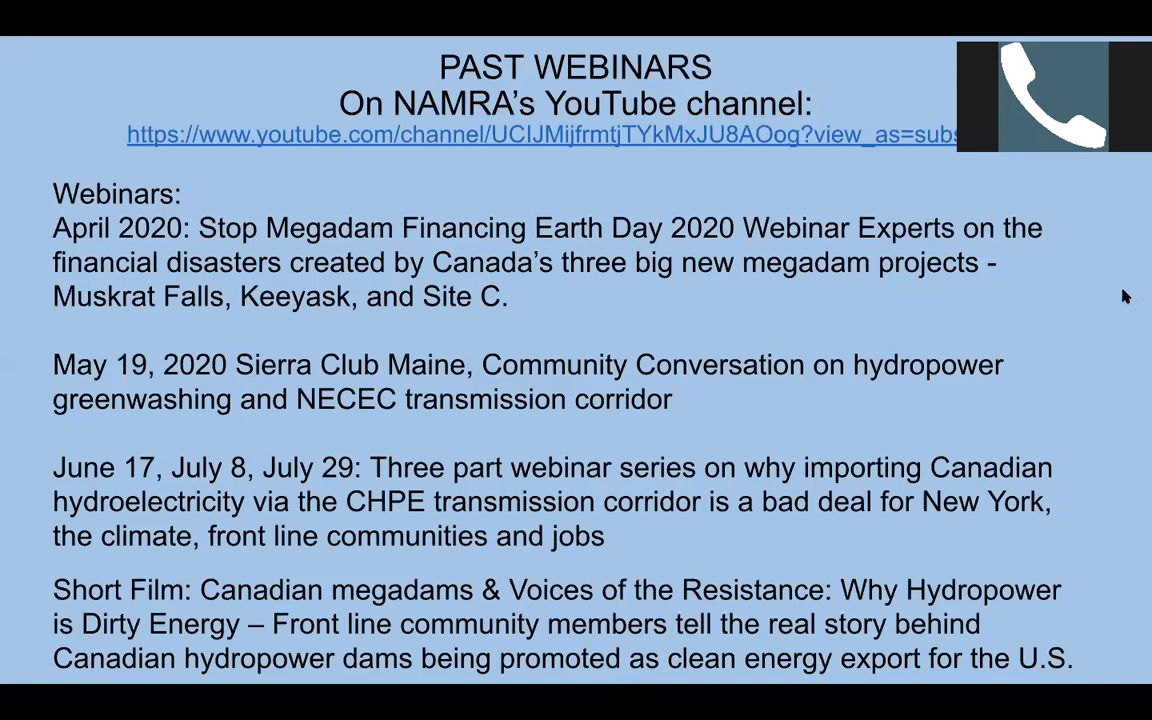 PAST WEBINARS
On NAMRA’s YouTube channel:
https://www.youtube.com/channel/UCIJMijfrmtjTYkMxJU8AOog?view_as=subs
Webinars:
April 2020: Stop Megadam Financing Earth Day 2020 Webinar Experts on the
financial disasters created by Canada’s three big new megadam projects -
Muskrat Falls, Keeyask, and Site C.
May 19, 2020 Sierra Club Maine, Community Conversation on hydropower
greenwashing and NECEC transmission corridor
June 17, July 8, July 29: Three part webinar series on why importing Canadian
hydroelectricity via the CHPE transmission corridor is a bad deal for New York,
the climate, front line communities and jobs
Short Film: Canadian megadams & Voices of the Resistance: Why Hydropower
is Dirty Energy – Front line community members tell the real story behind
Canadian hydropower dams being promoted as clean energy export for the U.S.